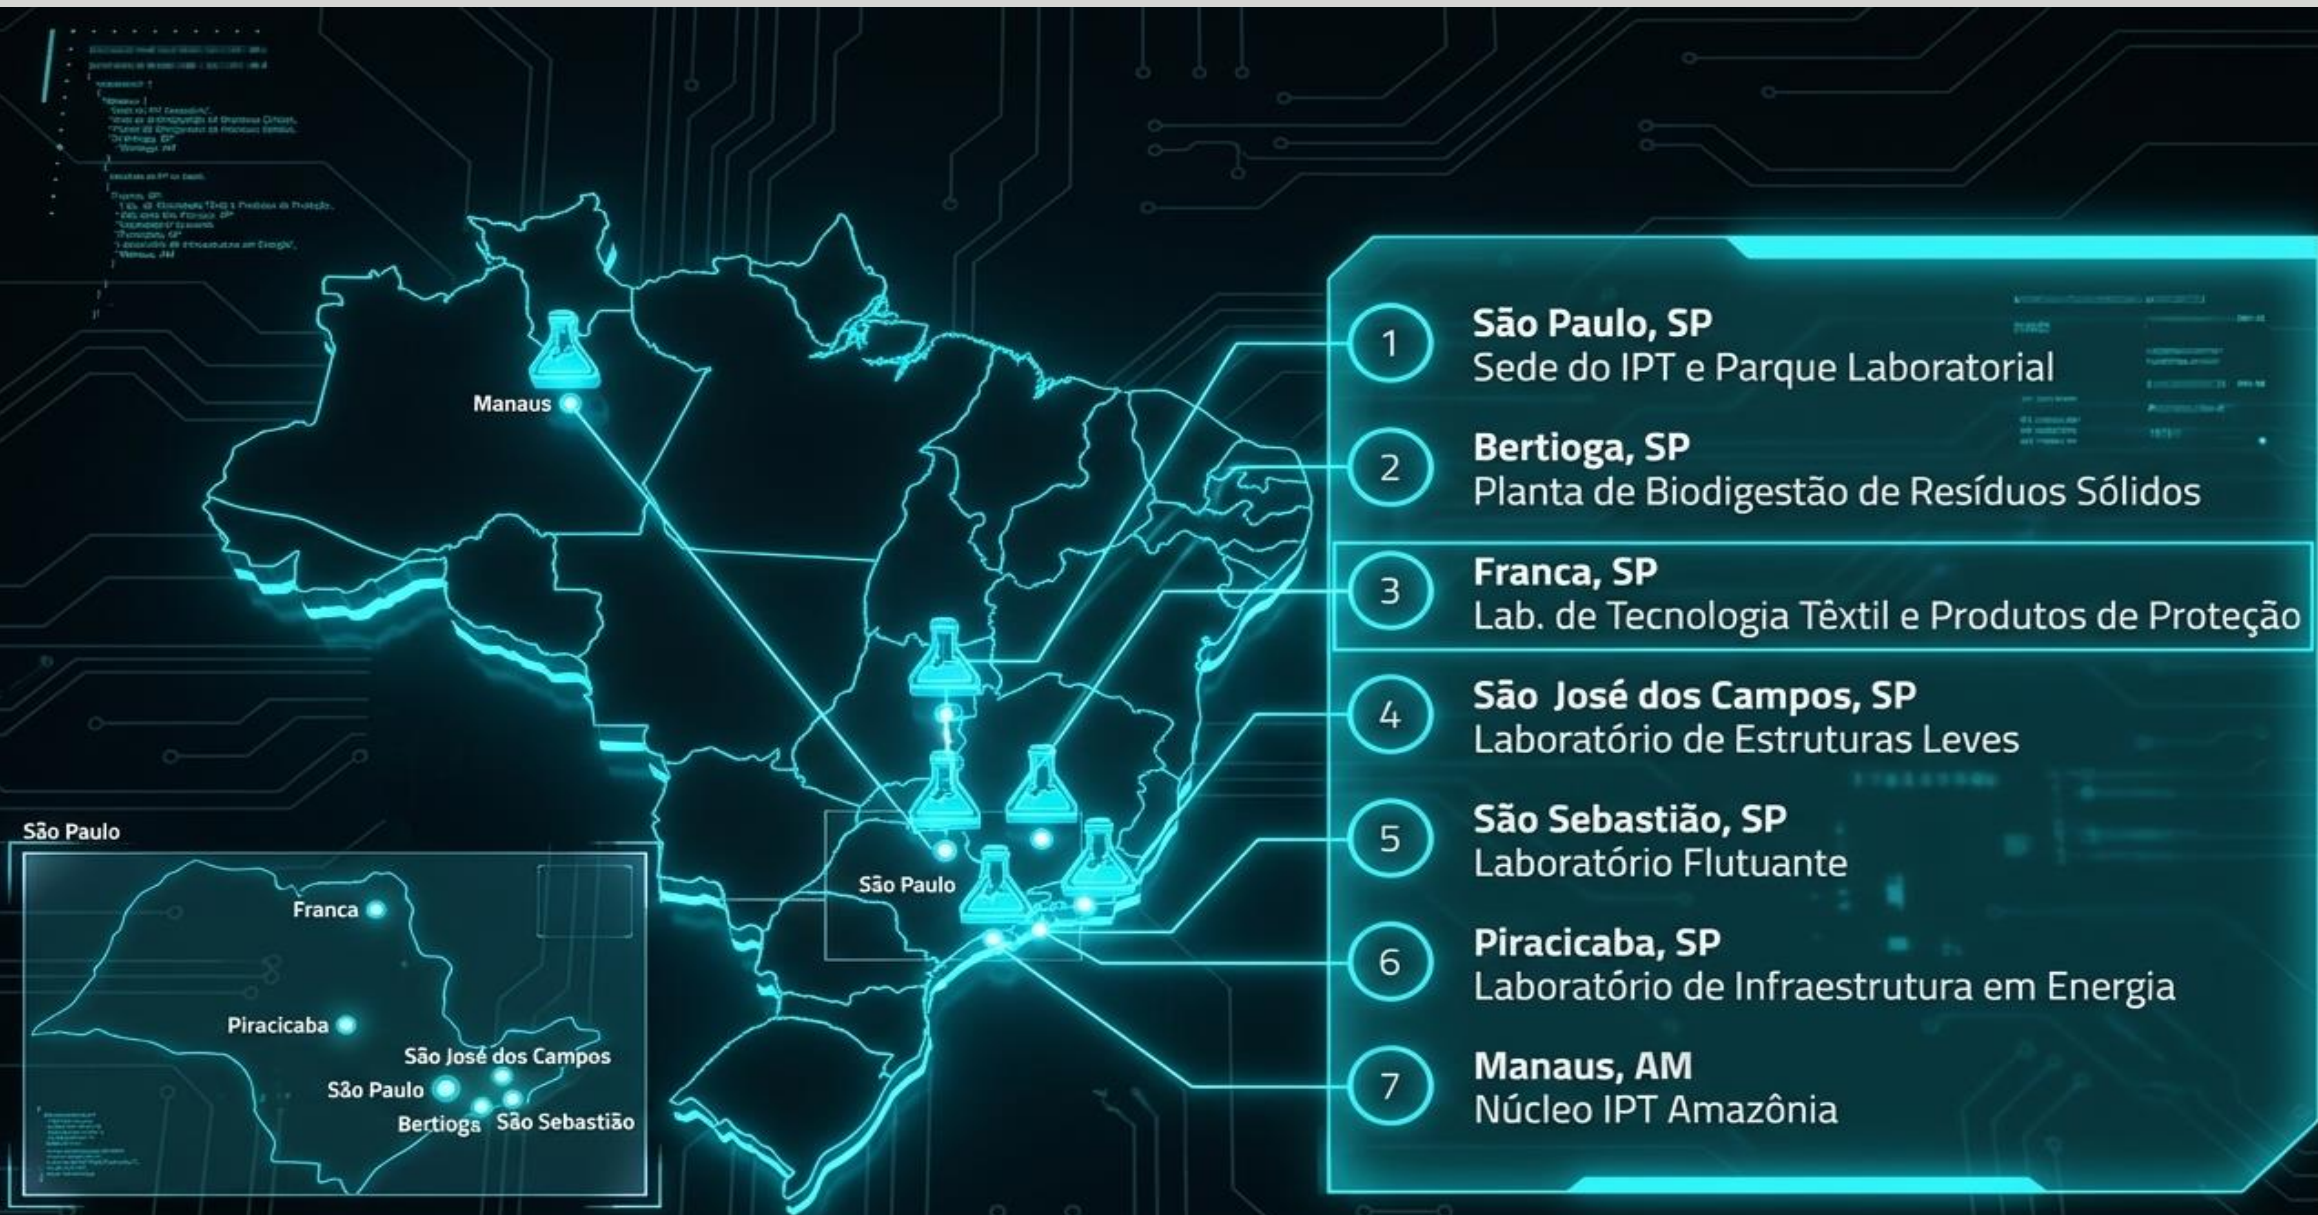 Manaus
São Paulo
1
São Paulo, SP
Sede do IPT e Parque Laboratorial
2
Bertioga, SP
Planta de Biodigestão de Resíduos Sólidos
3
Franca, SP
Lab. de Tecnologia Têxtil e Produtos de Proteção
4
São José dos Campos, SP
Laboratório de Estruturas Leves
5
São Sebastião, SP
Laboratório Flutuante
6
Piracicaba, SP
Laboratório de Infraestrutura em Energia
7
Manaus, AM
Núcleo IPT Amazônia
São Paulo
Franca
Piracicaba
São José dos Campos
São Paulo
Bertioga
São Sebastião